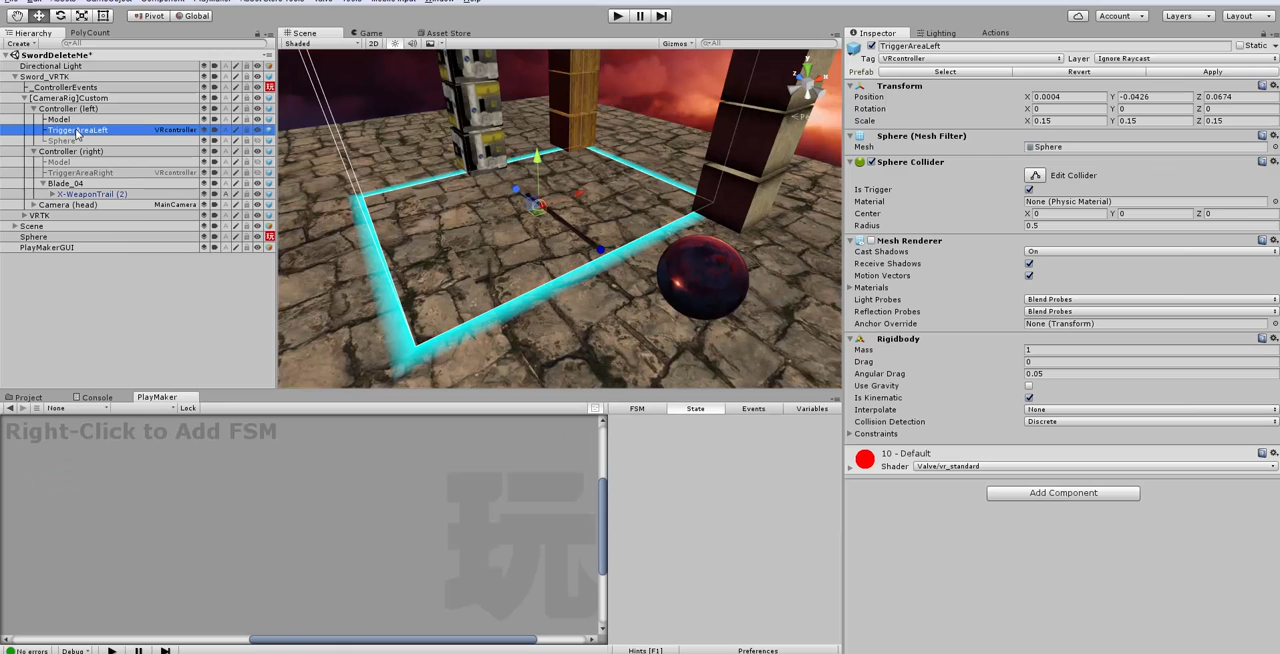 Pivot
Global
Account
Layers
Layout
Hierarchy
PolyCount
Create
All
SwordDeleteMe*
Directional Light
Sword_VRTK
_ControllerEvents
[CameraRig]Custom
Controller (left)
Model
TriggerAreaLeft
VRcontroller
Sphere
Controller (right)
Model
TriggerAreaRight
VRcontroller
Blade_04
X-WeaponTrail (2)
Camera (head)
MainCamera
VRTK
Scene
Sphere
PlayMakerGUI
Scene
Game
Asset Store
Shaded
2D
Gizmos
All
y
x
z
Inspector
Lighting
Actions
TriggerAreaLeft
Static
Tag
VRcontroller
Layer
Ignore Raycast
Prefab
Select
Revert
Apply
Transform
Position
X 0.0004
Y -0.0426
Z 0.0674
Rotation
X 0
Y 0
Z 0
Scale
X 0.15
Y 0.15
Z 0.15
Sphere (Mesh Filter)
Mesh
Sphere
Sphere Collider
Edit Collider
Is Trigger
Material
None (Physic Material)
Center
X 0
Y 0
Z 0
Radius
0.5
Mesh Renderer
Cast Shadows
On
Receive Shadows
Motion Vectors
Materials
Light Probes
Blend Probes
Reflection Probes
Blend Probes
Anchor Override
None (Transform)
Rigidbody
Mass
1
Drag
0
Angular Drag
0.05
Use Gravity
Is Kinematic
Interpolate
None
Collision Detection
Discrete
Constraints
10 - Default
Shader
Valve/vr_standard
Add Component
Project
Console
PlayMaker
None
Lock
Right-Click to Add FSM
玩
FSM
State
Events
Variables
No errors
Debug
Hints [F1]
Preferences